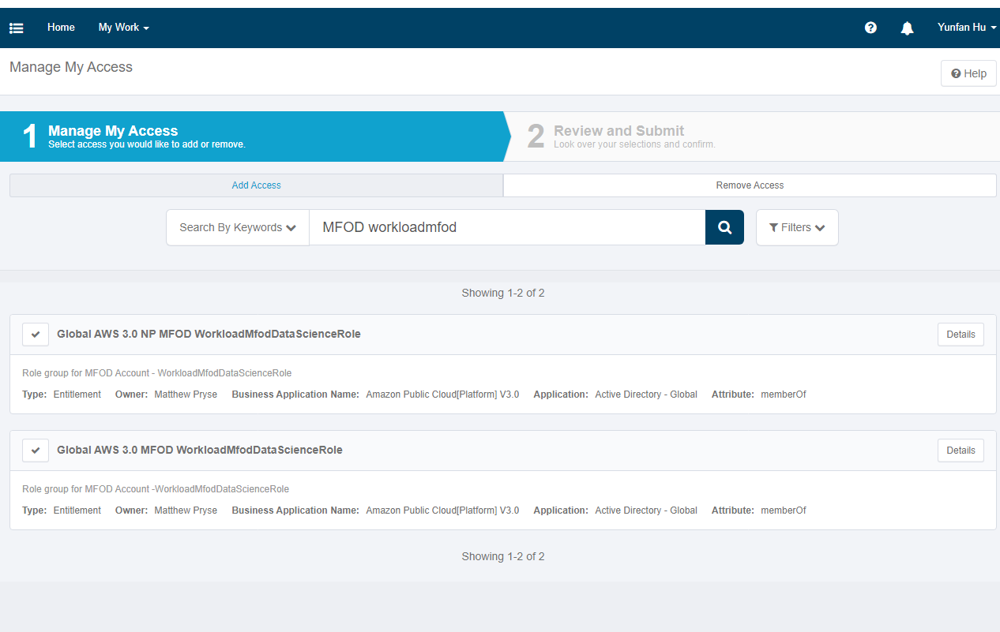 Home My Work Yunfan Hu
Manage My Access
Help
1 Manage My Access
Select access you would like to add or remove.
2 Review and Submit
Look over your selections and confirm.
Add Access Remove Access
Search By Keywords MFOD workloadmfod Filters
Showing 1-2 of 2
Global AWS 3.0 NP MFOD WorkloadMfodDataScienceRole Details
Role group for MFOD Account - WorkloadMfodDataScienceRole
Type: Entitlement Owner: Matthew Pryse Business Application Name: Amazon Public Cloud[Platform] V3.0 Application: Active Directory - Global Attribute: memberOf
Global AWS 3.0 MFOD WorkloadMfodDataScienceRole Details
Role group for MFOD Account -WorkloadMfodDataScienceRole
Type: Entitlement Owner: Matthew Pryse Business Application Name: Amazon Public Cloud[Platform] V3.0 Application: Active Directory - Global Attribute: memberOf
Showing 1-2 of 2